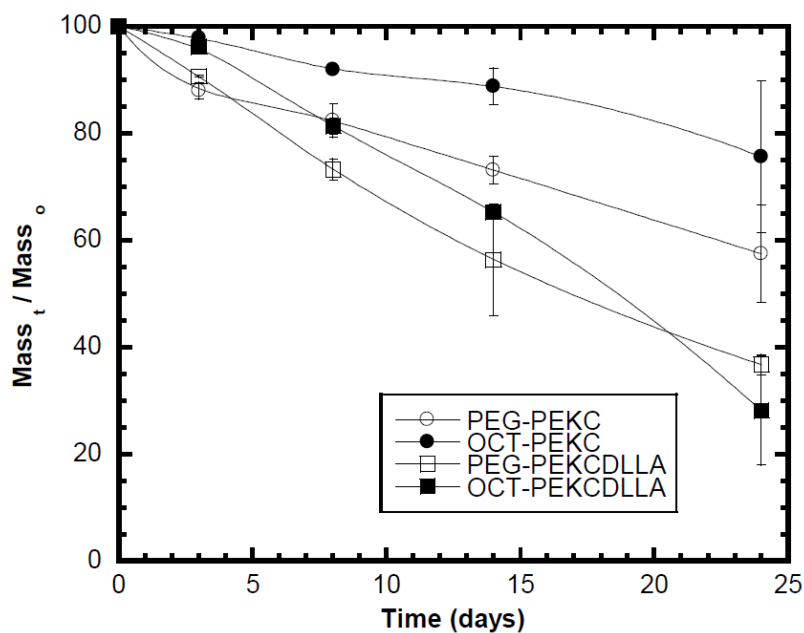 100
80
60
40
20
0
Mass t / Mass o
PEG-PEKC
OCT-PEKC
PEG-PEKCDLLA
OCT-PEKCDLLA
0 5 10 15 20 25
Time (days)